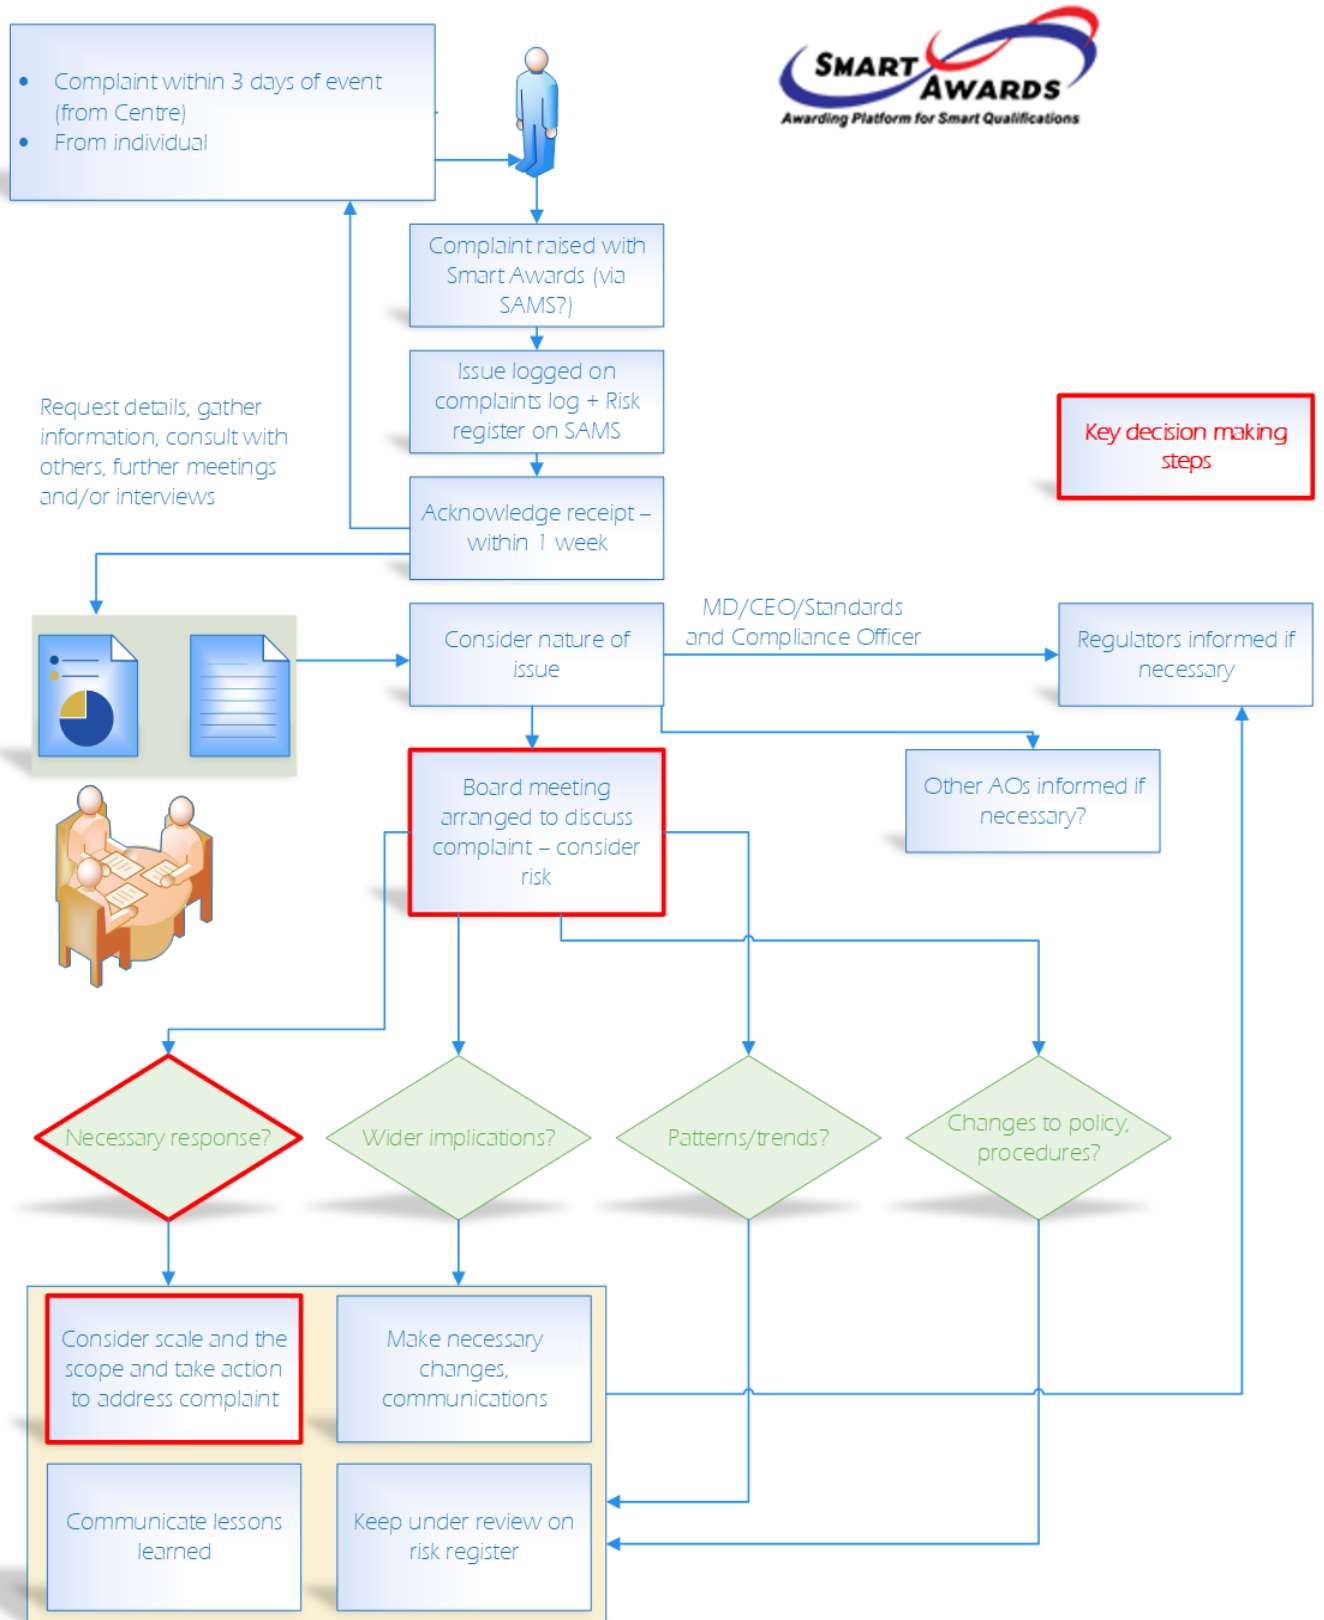 SMART
AWARDS
Awarding Platform for Smart Qualifications
• Complaint within 3 days of event
(from Centre)
• From individual
Complaint raised with
Smart Awards (via
SAMS?)
Issue logged on
complaints log + Risk
register on SAMS
Request details, gather
information, consult with
others, further meetings
and/or interviews
Key decision making
steps
Acknowledge receipt –
within 1 week
Consider nature of
issue
MD/CEO/Standards
and Compliance Officer
Regulators informed if
necessary
Board meeting
arranged to discuss
complaint – consider
risk
Other AOs informed if
necessary?
Necessary response?
Wider implications?
Patterns/trends?
Changes to policy,
procedures?
Consider scale and the
scope and take action
to address complaint
Make necessary
changes,
communications
Communicate lessons
learned
Keep under review on
risk register